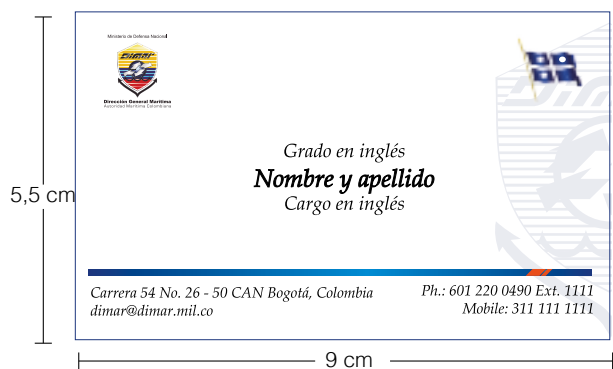 Ministerio de Defensa Nacional
Dimar
Dirección General Marítima
Autoridad Marítima Colombiana
Grado en inglés
Nombre y apellido
Cargo en inglés
5,5 cm
Carrera 54 No. 26 - 50 CAN Bogotá, Colombia
dimar@dimar.mil.co
Ph.: 601 220 0490 Ext. 1111
Mobile: 311 111 1111
9 cm